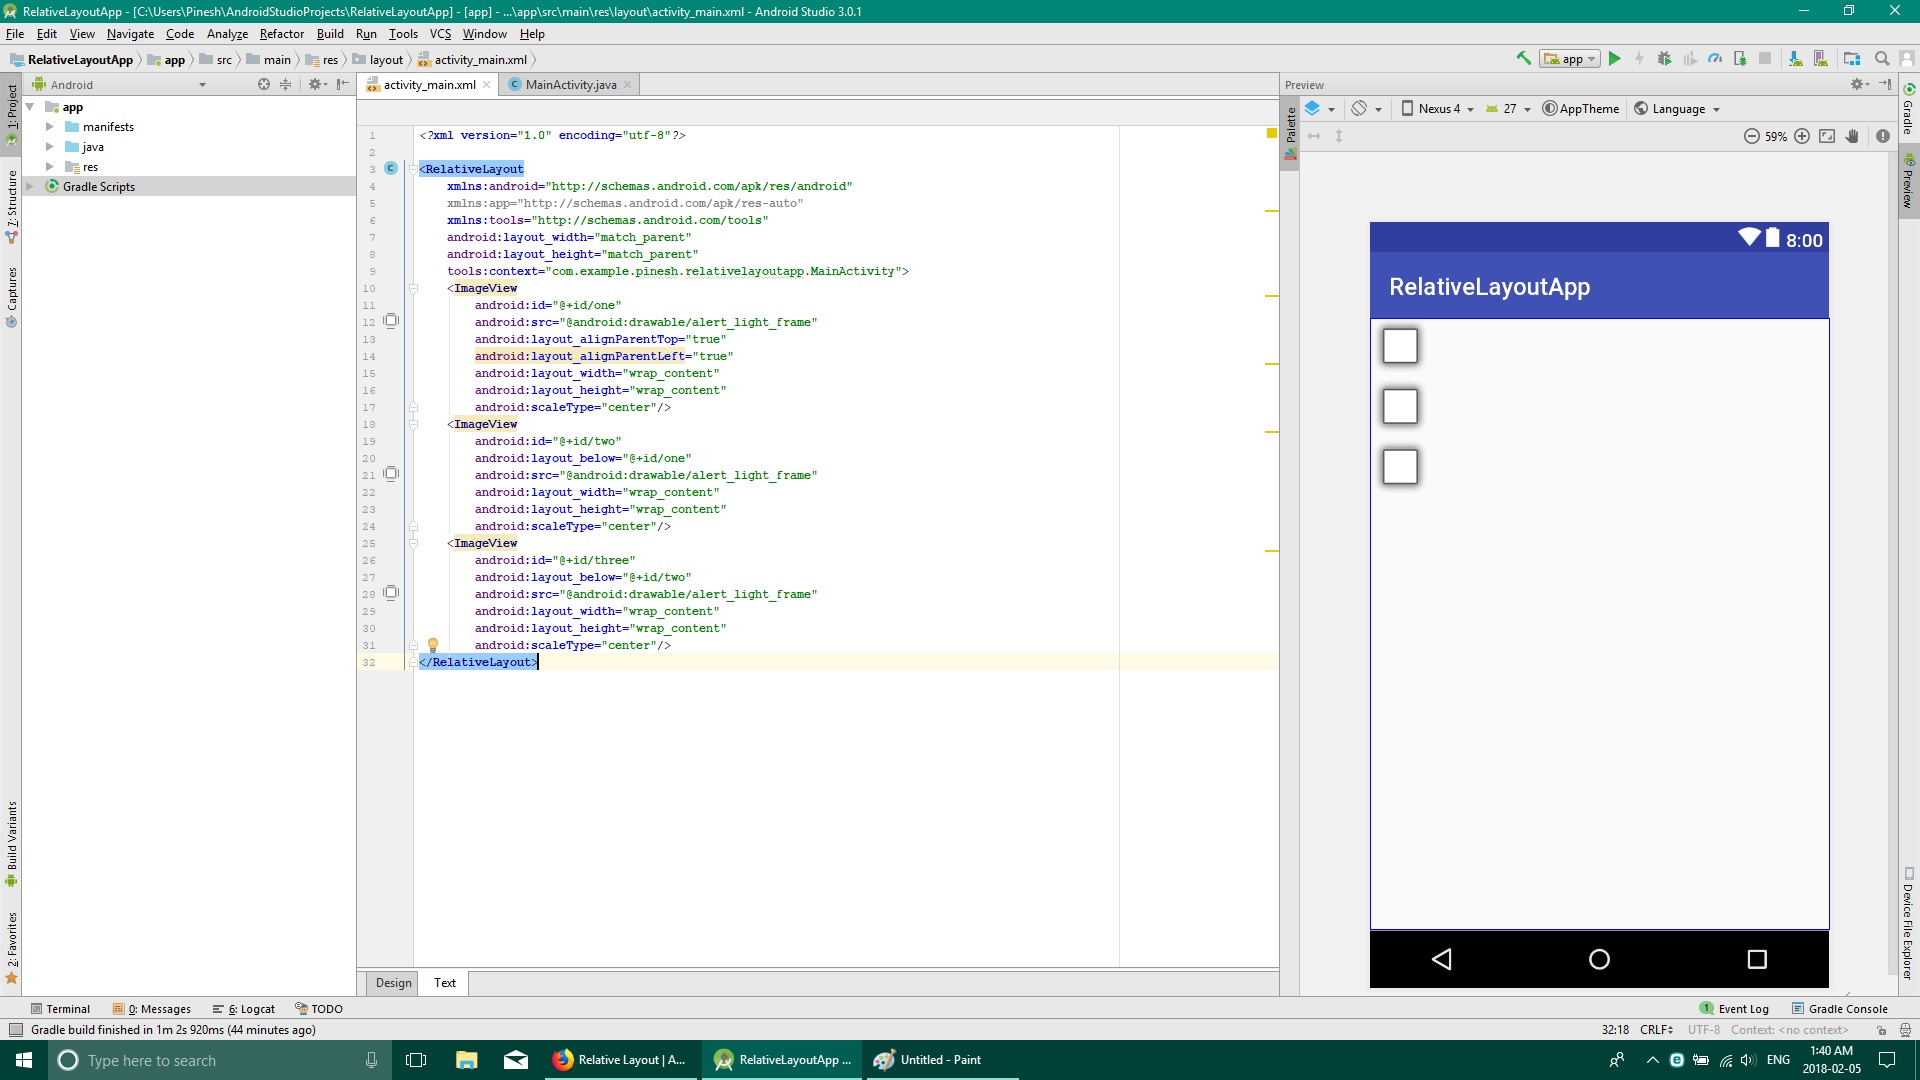 RelativeLayoutApp - [C:\Users\Pinesh\AndroidStudioProjects\RelativeLayoutApp] - [app] - ...\app\src\main\res\layout\activity_main.xml - Android Studio 3.0.1
File Edit View Navigate Code Analyze Refactor Build Run Tools VCS Window Help
RelativeLayoutApp app src main res layout activity_main.xml app
Android
activity_main.xml MainActivity.java
Preview
1: Project
7: Structure
Captures
Build Variants
2: Favorites
app
manifests
java
res
Gradle Scripts
1 <?xml version="1.0" encoding="utf-8"?>
2
3 <RelativeLayout
4 xmlns:android="http://schemas.android.com/apk/res/android"
5 xmlns:app="http://schemas.android.com/apk/res-auto"
6 xmlns:tools="http://schemas.android.com/tools"
7 android:layout_width="match_parent"
8 android:layout_height="match_parent"
9 tools:context="com.example.pinesh.relativelayoutapp.MainActivity">
10 <ImageView
11 android:id="@+id/one"
12 android:src="@android:drawable/alert_light_frame"
13 android:layout_alignParentTop="true"
14 android:layout_alignParentLeft="true"
15 android:layout_width="wrap_content"
16 android:layout_height="wrap_content"
17 android:scaleType="center"/>
18 <ImageView
19 android:id="@+id/two"
20 android:layout_below="@+id/one"
21 android:src="@android:drawable/alert_light_frame"
22 android:layout_width="wrap_content"
23 android:layout_height="wrap_content"
24 android:scaleType="center"/>
25 <ImageView
26 android:id="@+id/three"
27 android:layout_below="@+id/two"
28 android:src="@android:drawable/alert_light_frame"
29 android:layout_width="wrap_content"
30 android:layout_height="wrap_content"
31 android:scaleType="center"/>
32 </RelativeLayout>
Design Text
Palette
Nexus 4 27 AppTheme Language
59%
8:00
RelativeLayoutApp
Gradle
Preview
Device File Explorer
Terminal 0: Messages 6: Logcat TODO
1 Event Log Gradle Console
Gradle build finished in 1m 2s 920ms (44 minutes ago)
32:18 CRLF UTF-8 Context: <no context>
Type here to search
Relative Layout | A... RelativeLayoutApp ... Untitled - Paint
ENG
1:40 AM
2018-02-05